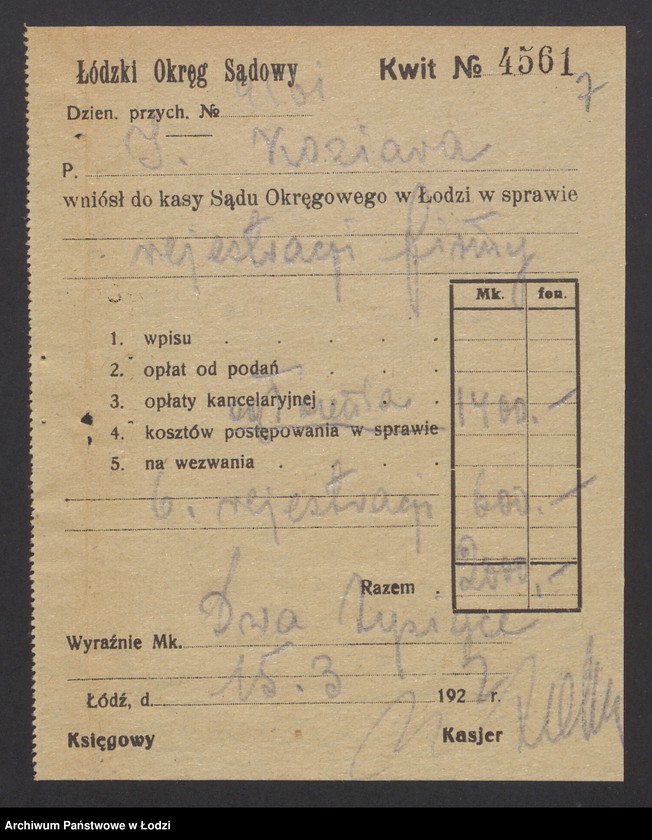 Łódzki Okręg Sądowy
Kwit № 4561
7
Dzien. przych. № 4561
P. J. Koziara
wniósł do kasy Sądu Okręgowego w Łodzi w sprawie
rejestracji firmy
Mk. fen.
1. wpisu
2. opłat od podań
3. opłaty kancelaryjnej
1400.—
4. kosztów postępowania w sprawie
5. na wezwania
6. rejestracji 600.—
Razem 2000,—
Dwa tysiące
Wyraźnie Mk.
Łódź, d. 15.3 192 r.
Księgowy Kasjer
Archiwum Państwowe w Łodzi